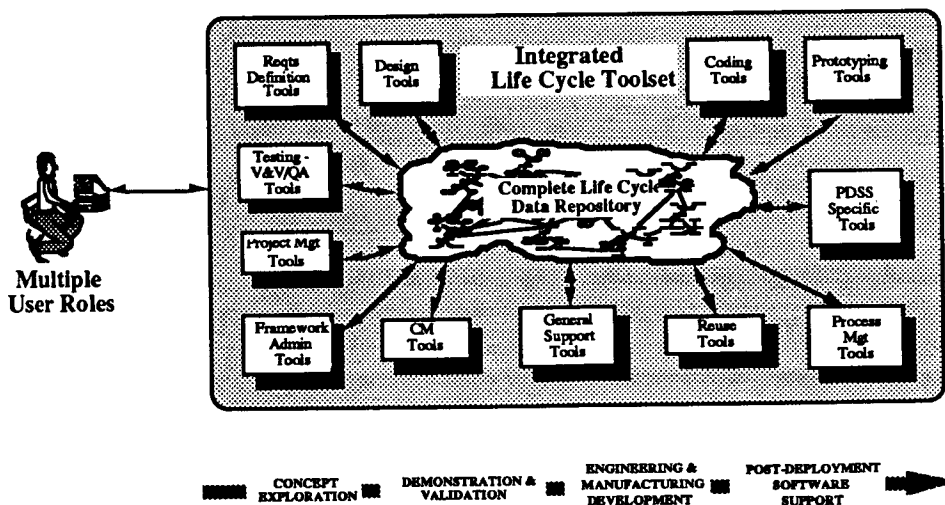 Integrated
Life Cycle Toolset
Reqts
Definition
Tools
Design
Tools
Coding
Tools
Prototyping
Tools
Testing -
V&V/QA
Tools
Complete Life Cycle
Data Repository
PDSS
Specific
Tools
Project Mgt
Tools
Multiple
User Roles
Framework
Admin
Tools
CM
Tools
General
Support
Tools
Reuse
Tools
Process
Mgt
Tools
CONCEPT
EXPLORATION
DEMONSTRATION &
VALIDATION
ENGINEERING &
MANUFACTURING
DEVELOPMENT
POST-DEPLOYMENT
SOFTWARE
SUPPORT